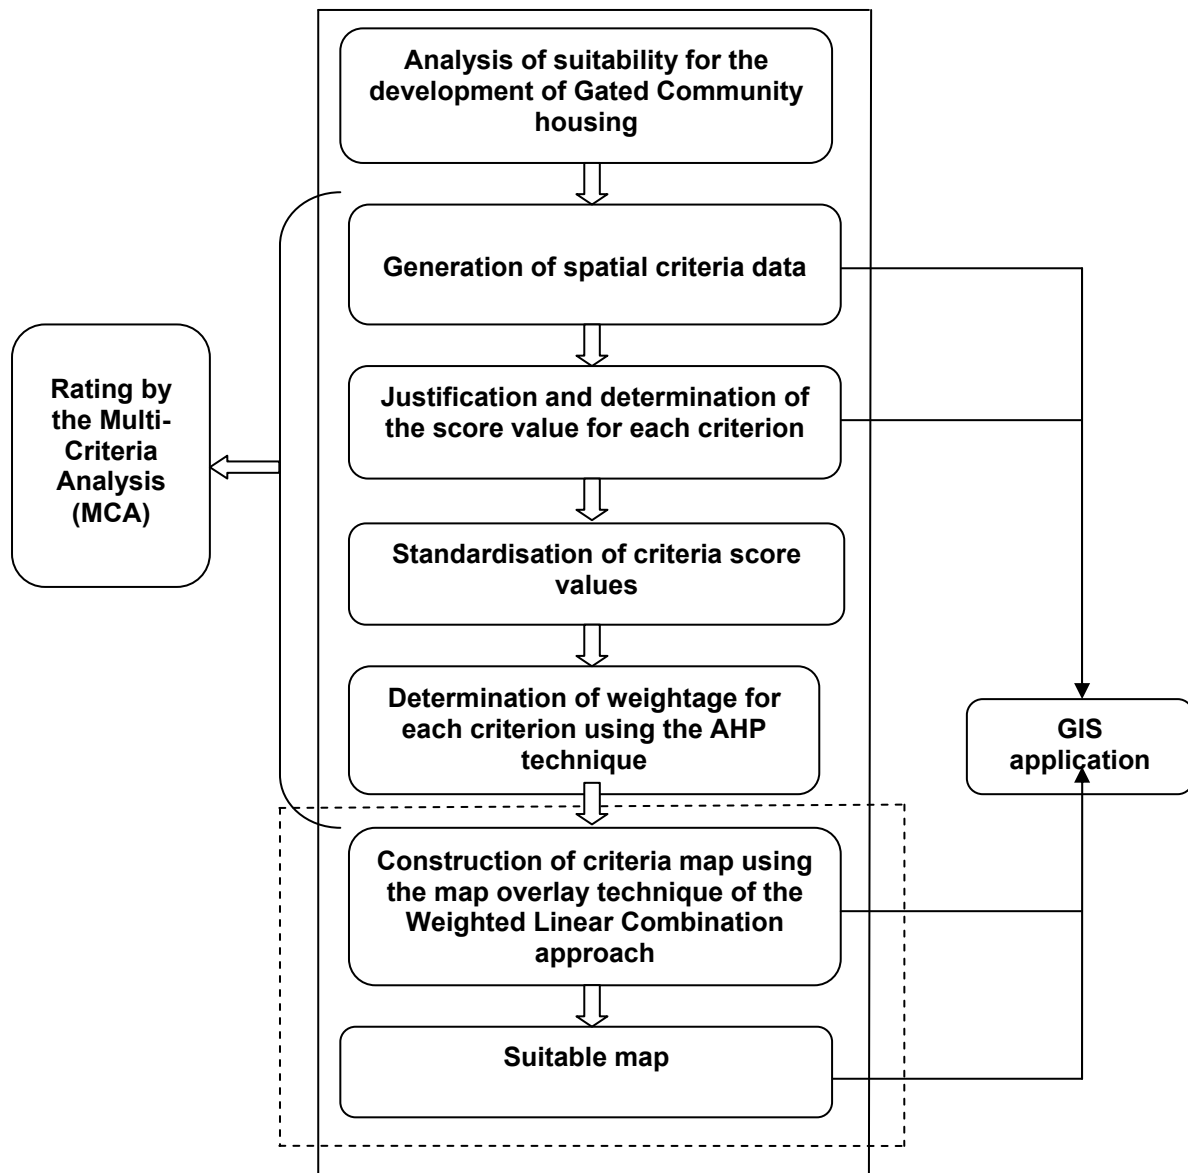 Analysis of suitability for the
development of Gated Community
housing
Generation of spatial criteria data
Justification and determination of
the score value for each criterion
Rating by
the Multi-
Criteria
Analysis
(MCA)
Standardisation of criteria score
values
Determination of weightage for
each criterion using the AHP
technique
GIS
application
Construction of criteria map using
the map overlay technique of the
Weighted Linear Combination
approach
Suitable map